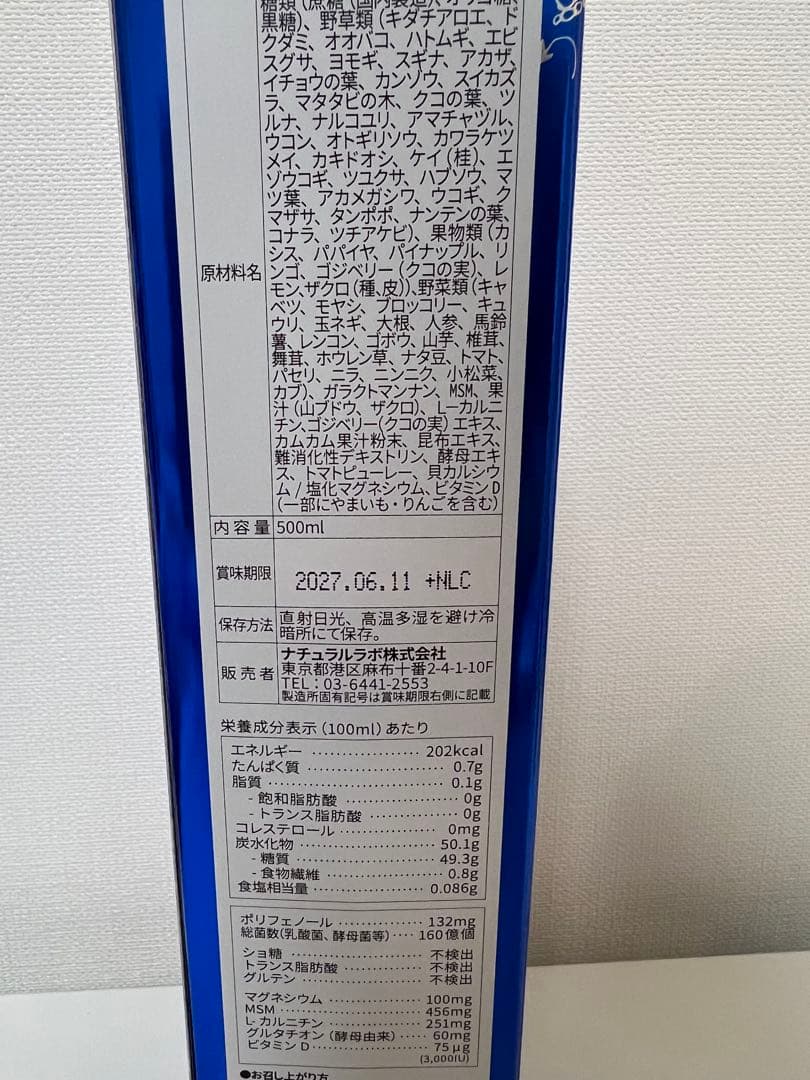 糖類(蔗糖(国内製造)、オリゴ糖、
黒糖)、野草類(キダチアロエ、ド
クダミ、オオバコ、ハトムギ、エビ
スグサ、ヨモギ、スギナ、アカザ、
イチョウの葉、カンゾウ、スイカズ
ラ、マタタビの木、クコの葉、ツ
ルナ、ナルコユリ、アマチャヅル、
ウコン、オトギリソウ、カワラケツ
メイ、カキドオシ、ケイ(桂)、エ
ゾウコギ、ツユクサ、ハブソウ、マ
ツ葉、アカメガシワ、ウコギ、ク
マザサ、タンポポ、ナンテンの葉、
コナラ、ツチアケビ)、果物類(カ
シス、パパイヤ、パイナップル、リ
原材料名
ンゴ、ゴジベリー(クコの実)、レ
モン、ザクロ(種、皮))、野菜類(キャ
ベツ、モヤシ、ブロッコリー、キュ
ウリ、玉ネギ、大根、人参、馬鈴
薯、レンコン、ゴボウ、山芋、椎茸、
舞茸、ホウレン草、ナタ豆、トマト、
パセリ、ニラ、ニンニク、小松菜、
カブ)、ガラクトマンナン、MSM、果
汁(山ブドウ、ザクロ)、L-カルニ
チン、ゴジベリー(クコの実)エキス、
カムカム果汁粉末、昆布エキス、
難消化性デキストリン、酵母エキ
ス、トマトピューレー、貝カルシウ
ム/塩化マグネシウム、ビタミンD
(一部にやまいも・りんごを含む)
内容量 500ml
賞味期限 2027.06.11 +NLC
保存方法 直射日光、高温多湿を避け冷
暗所にて保存。
販売者 ナチュラルラボ株式会社
東京都港区麻布十番2-4-1-10F
TEL:03-6441-2553
製造所固有記号は賞味期限右側に記載
栄養成分表示(100ml)あたり
エネルギー ………………… 202kcal
たんぱく質 ………………… 0.7g
脂質 ………………… 0.1g
- 飽和脂肪酸 ………………… 0g
- トランス脂肪酸 ………………… 0g
コレステロール ………………… 0mg
炭水化物 ………………… 50.1g
- 糖質 ………………… 49.3g
- 食物繊維 ………………… 0.8g
食塩相当量 ………………… 0.086g
ポリフェノール ………………… 132mg
総菌数(乳酸菌、酵母菌等) …… 160億個
ショ糖 ………………… 不検出
トランス脂肪酸 ………………… 不検出
グルテン ………………… 不検出
マグネシウム ………………… 100mg
MSM ………………… 456mg
L-カルニチン ………………… 251mg
グルタチオン(酵母由来) …… 60mg
ビタミンD ………………… 75μg
(3,000IU)
●お召し上がり方